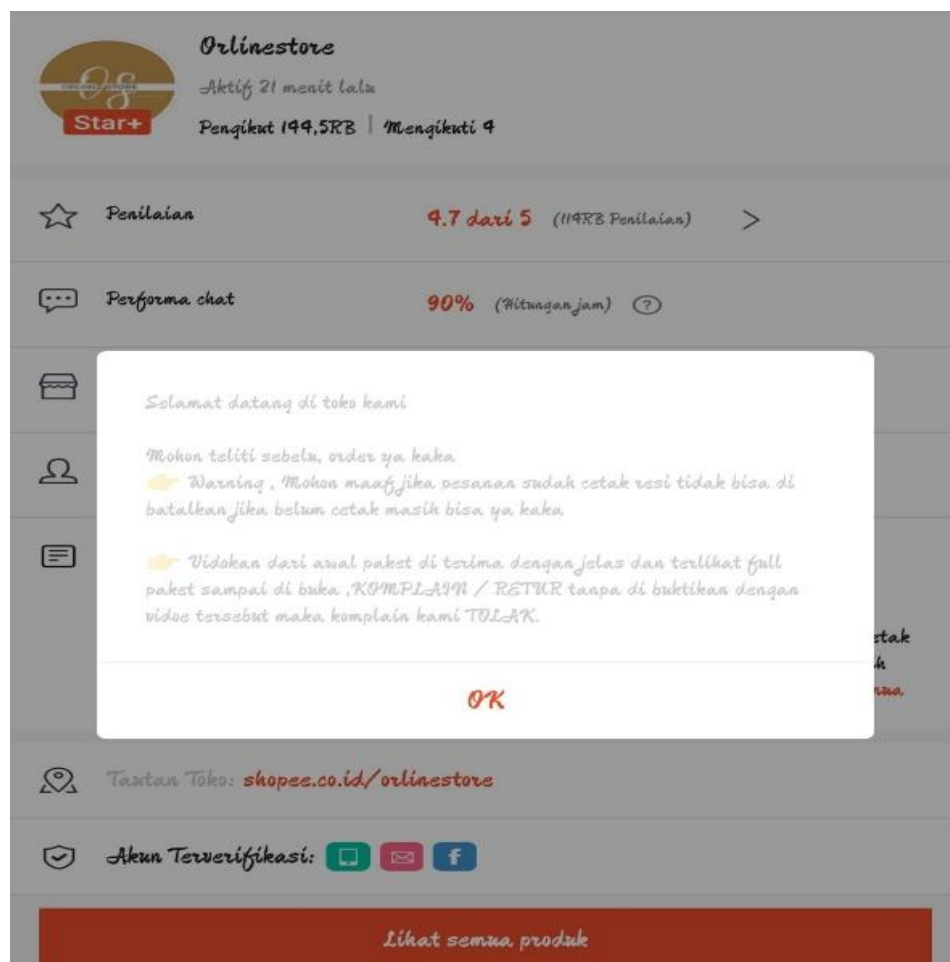 Orlinestore
Aktif 21 menit lalu
Star+
Pengikut 144,5RB | Mengikuti 4
Penilaian 4.7 dari 5 (114RB Penilaian) >
Performa chat 90% (Hitungan jam) ?
Selamat datang di toko kami
Mohon teliti sebelu, order ya kaka
👉 Warning , Mohon maaf jika pesanan sudah cetak resi tidak bisa di
batalkan jika belum cetak masih bisa ya kaka
👉 Vidokan dari awal paket di terima dengan jelas dan terlihat full
paket sampai di buka ,KOMPLAIN / RETUR tanpa di buktikan dengan
vidoe tersebut maka komplain kami TOLAK.
etak
h
mua
OK
Tautan Toko: shopee.co.id/orlinestore
Akun Terverifikasi:
Lihat semua produk